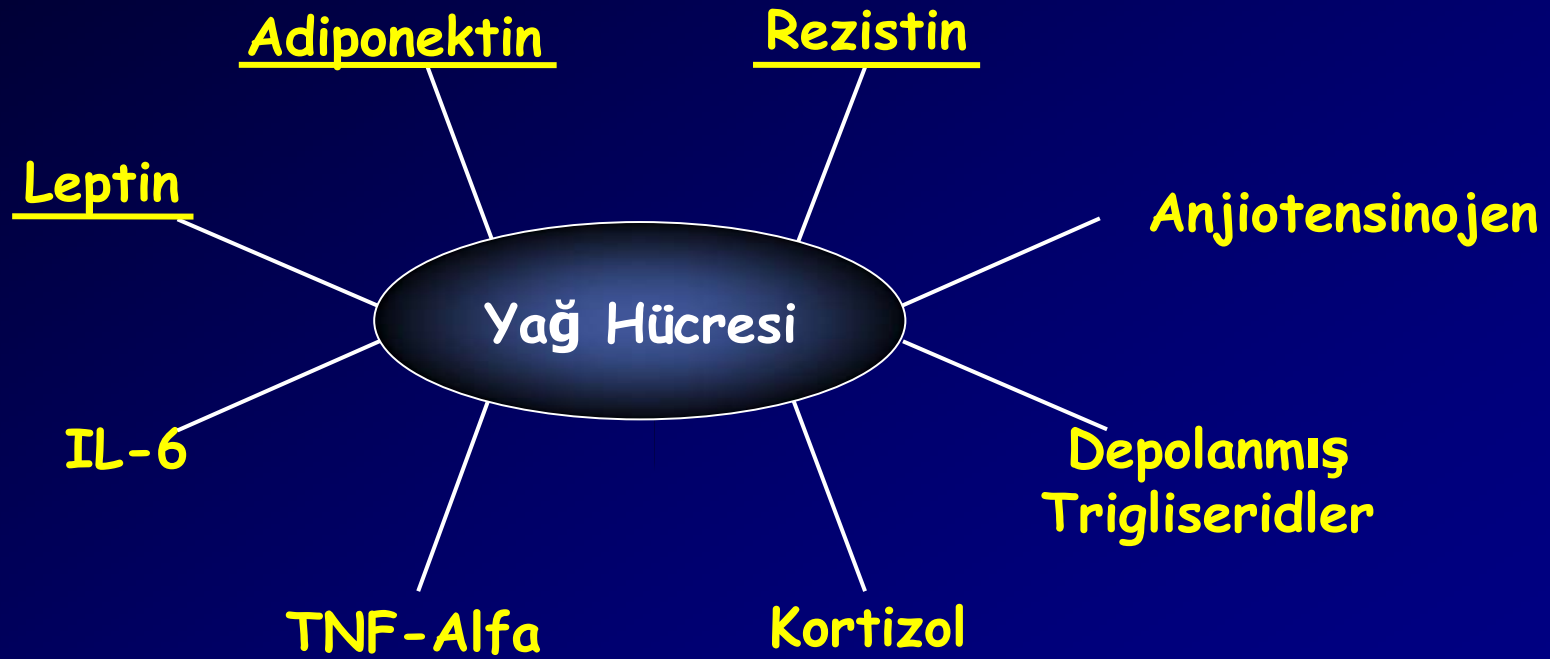 Adiponektin
Rezistin
Leptin
Anjiotensinojen
Yağ Hücresi
IL-6
Depolanmış
Trigliseridler
TNF-Alfa
Kortizol